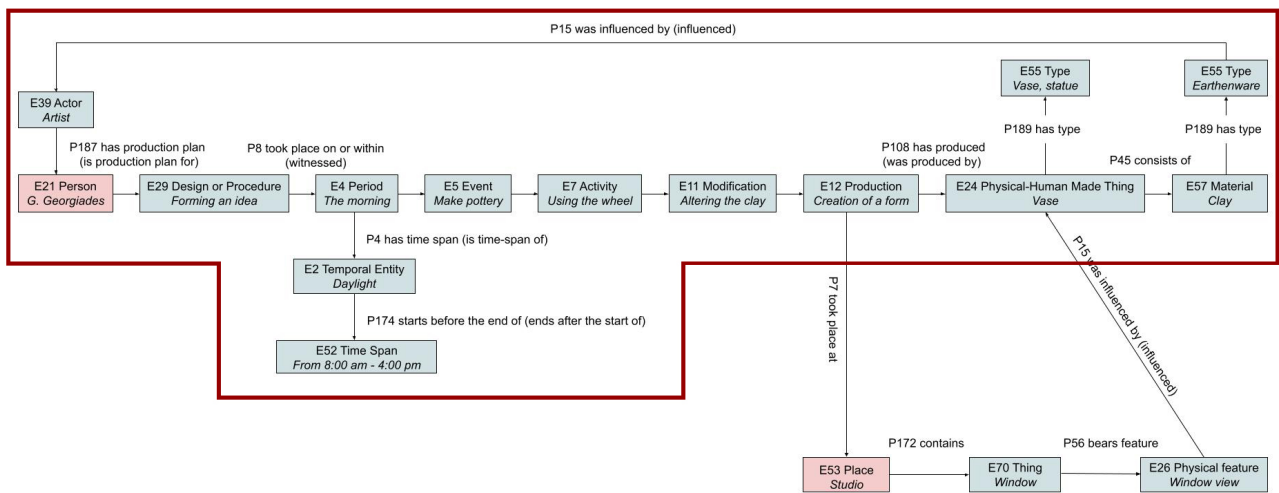 P15 was influenced by (influenced)
E55 Type
Vase, statue
E55 Type
Earthenware
E39 Actor
Artist
P189 has type
P189 has type
P187 has production plan
(is production plan for)
P8 took place on or within
(witnessed)
P108 has produced
(was produced by)
P45 consists of
E21 Person
G. Georgiades
E29 Design or Procedure
Forming an idea
E4 Period
The morning
E5 Event
Make pottery
E7 Activity
Using the wheel
E11 Modification
Altering the clay
E12 Production
Creation of a form
E24 Physical-Human Made Thing
Vase
E57 Material
Clay
P4 has time span (is time-span of)
E2 Temporal Entity
Daylight
P174 starts before the end of (ends after the start of)
E52 Time Span
From 8:00 am - 4:00 pm
P7 took place at
P15 was influenced by (influenced)
P172 contains
P56 bears feature
E53 Place
Studio
E70 Thing
Window
E26 Physical feature
Window view